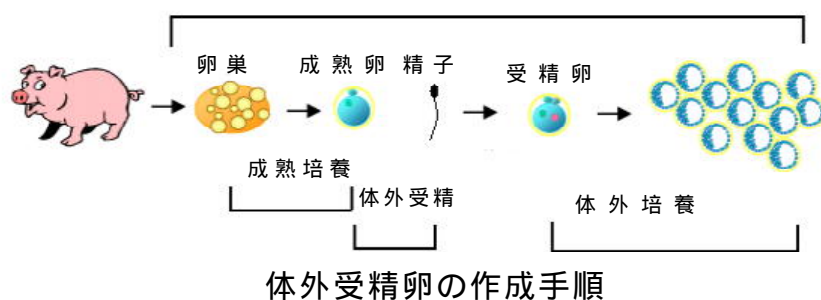 卵巣 成熟卵 精子 受精卵
成熟培養
体外受精
体外培養
体外受精卵の作成手順